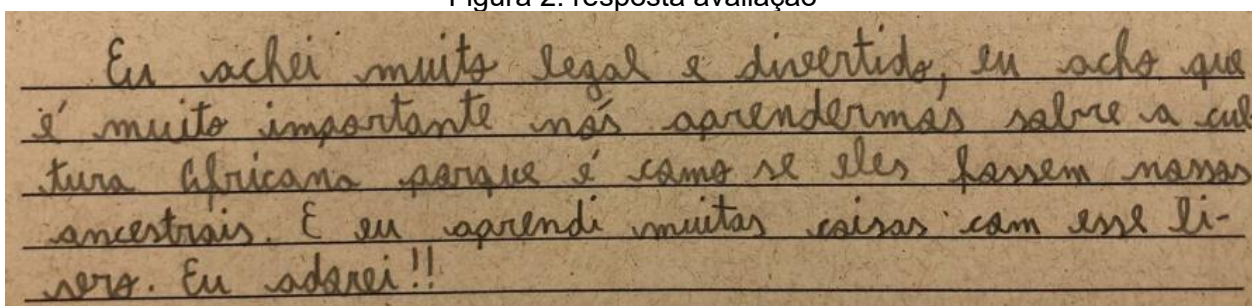 Figura 2: resposta avaliação
Eu achei muito legal e divertido, eu acho que
é muito importante nós aprendermos sobre a cul
tura Africana porque é como se eles fossem nossos
ancestrais. E eu aprendi muitas coisas com esse li-
vro. Eu adorei!!